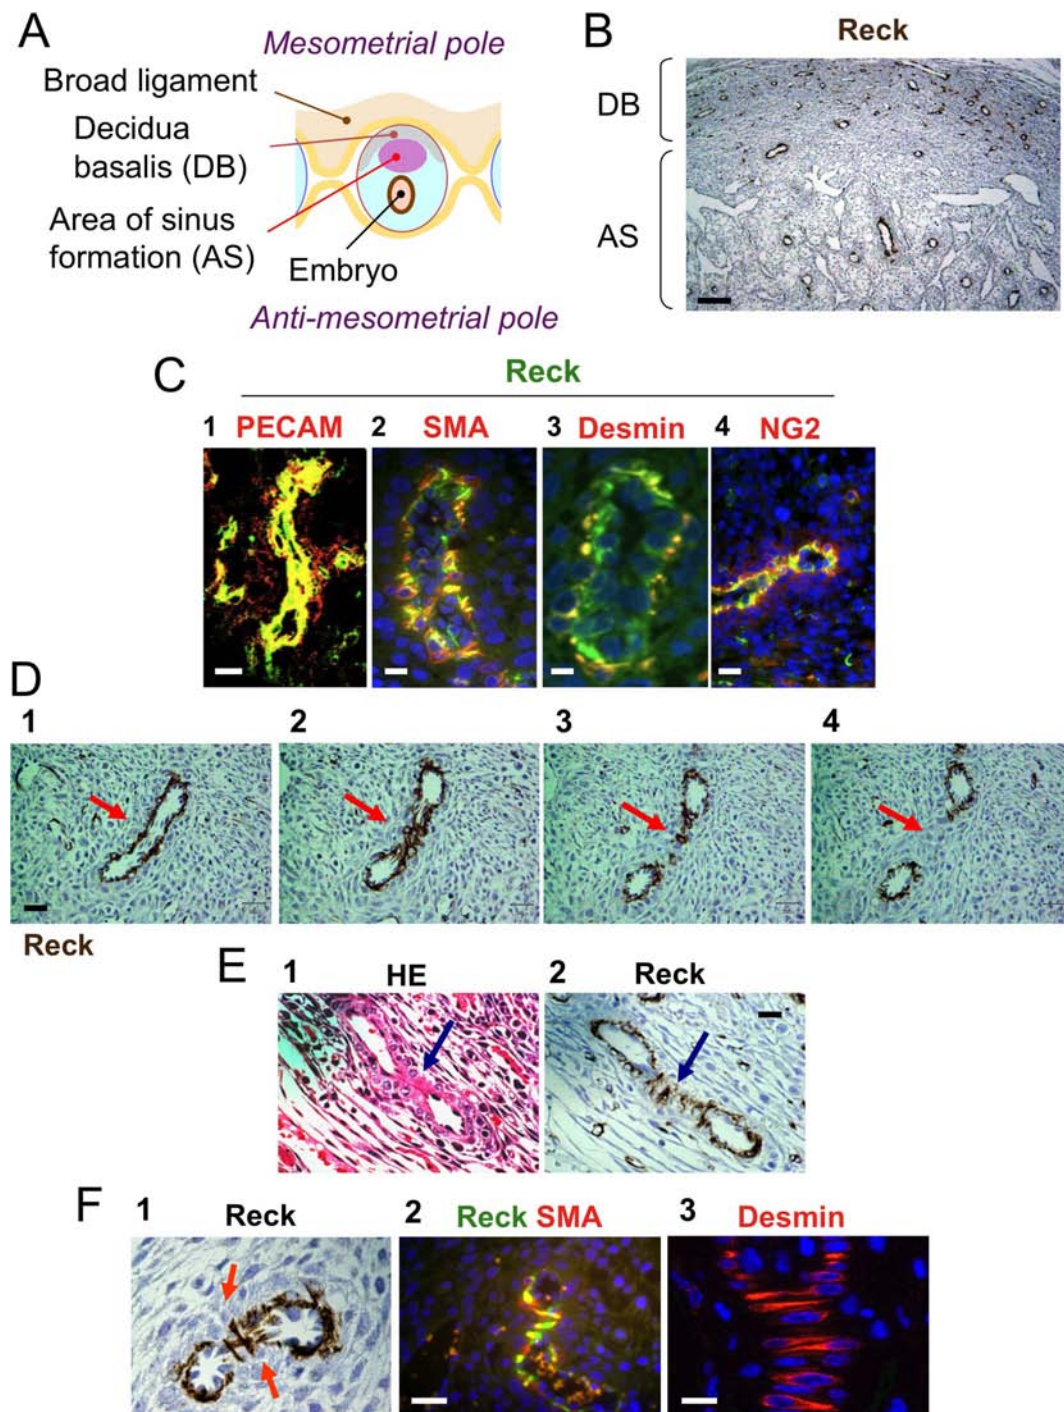 A
Mesometrial pole
Broad ligament
Decidua
basalis (DB)
Area of sinus
formation (AS)
Embryo
Anti-mesometrial pole
B
Reck
DB
AS
C
Reck
1 PECAM 2 SMA 3 Desmin 4 NG2
D
1 2 3 4
Reck
E
1 HE 2 Reck
F
1 Reck 2 Reck SMA 3 Desmin